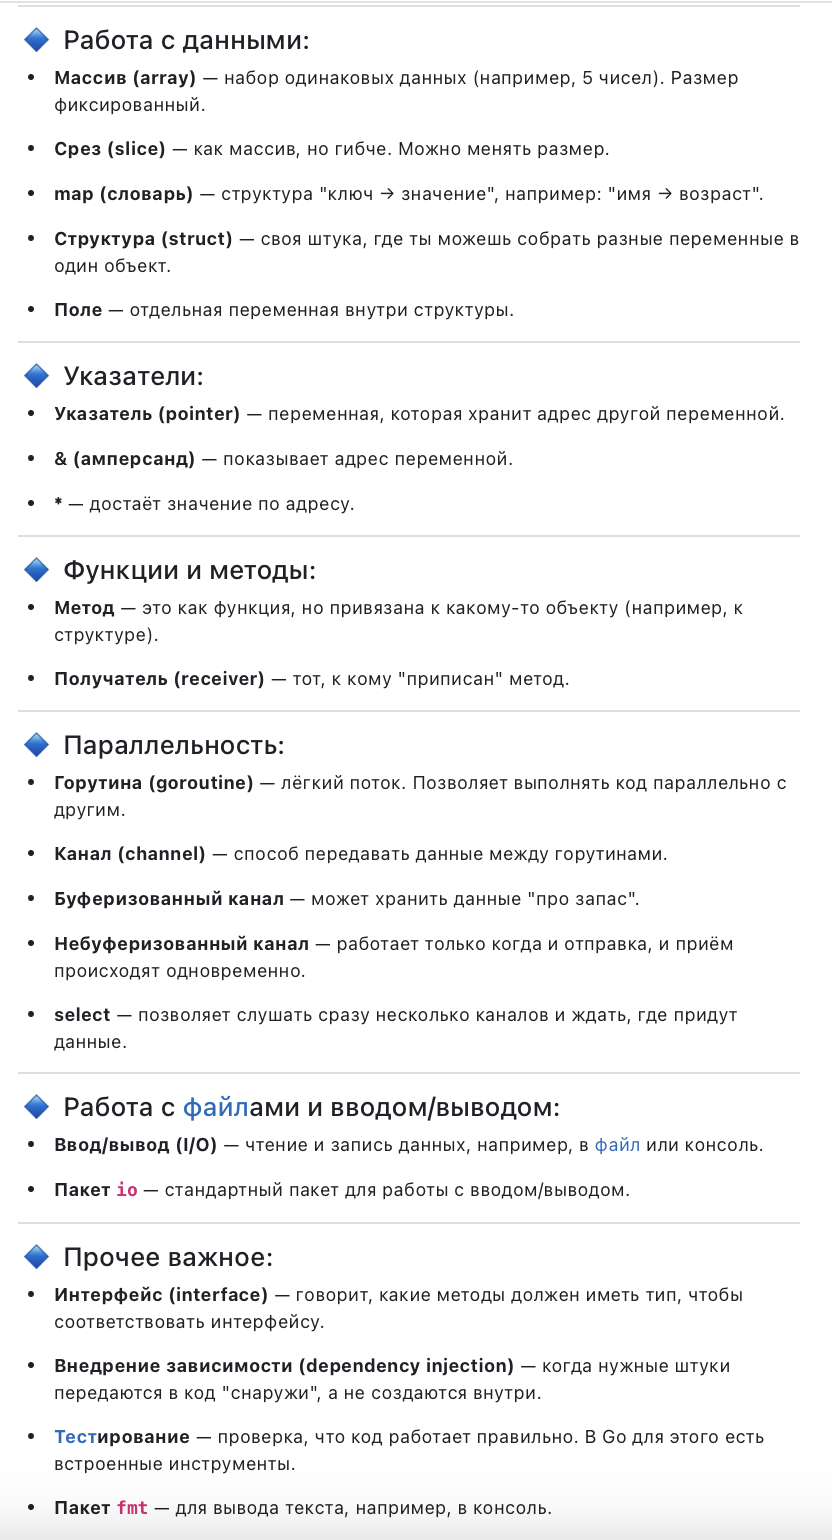 Работа с данными:
• Массив (array) — набор одинаковых данных (например, 5 чисел). Размер
фиксированный.
• Срез (slice) — как массив, но гибче. Можно менять размер.
• map (словарь) — структура "ключ → значение", например: "имя → возраст".
• Структура (struct) — своя штука, где ты можешь собрать разные переменные в
один объект.
• Поле — отдельная переменная внутри структуры.
Указатели:
• Указатель (pointer) — переменная, которая хранит адрес другой переменной.
• & (амперсанд) — показывает адрес переменной.
• * — достаёт значение по адресу.
Функции и методы:
• Метод — это как функция, но привязана к какому-то объекту (например, к
структуре).
• Получатель (receiver) — тот, к кому "приписан" метод.
Параллельность:
• Горутина (goroutine) — лёгкий поток. Позволяет выполнять код параллельно с
другим.
• Канал (channel) — способ передавать данные между горутинами.
• Буферизованный канал — может хранить данные "про запас".
• Небуферизованный канал — работает только когда и отправка, и приём
происходят одновременно.
• select — позволяет слушать сразу несколько каналов и ждать, где придут
данные.
Работа с файлами и вводом/выводом:
• Ввод/вывод (I/O) — чтение и запись данных, например, в файл или консоль.
• Пакет io — стандартный пакет для работы с вводом/выводом.
Прочее важное:
• Интерфейс (interface) — говорит, какие методы должен иметь тип, чтобы
соответствовать интерфейсу.
• Внедрение зависимости (dependency injection) — когда нужные штуки
передаются в код "снаружи", а не создаются внутри.
• Тестирование — проверка, что код работает правильно. В Go для этого есть
встроенные инструменты.
• Пакет fmt — для вывода текста, например, в консоль.